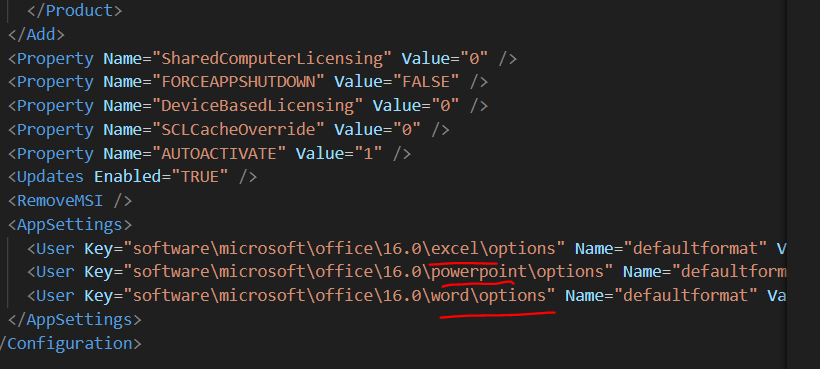 </Product>
</Add>
<Property Name="SharedComputerLicensing" Value="0" />
<Property Name="FORCEAPPSHUTDOWN" Value="FALSE" />
<Property Name="DeviceBasedLicensing" Value="0" />
<Property Name="SCLCacheOverride" Value="0" />
<Property Name="AUTOACTIVATE" Value="1" />
<Updates Enabled="TRUE" />
<RemoveMSI />
<AppSettings>
<User Key="software\microsoft\office\16.0\excel\options" Name="defaultformat" V
<User Key="software\microsoft\office\16.0\powerpoint\options" Name="defaultform
<User Key="software\microsoft\office\16.0\word\options" Name="defaultformat" Va
</AppSettings>
/Configuration>